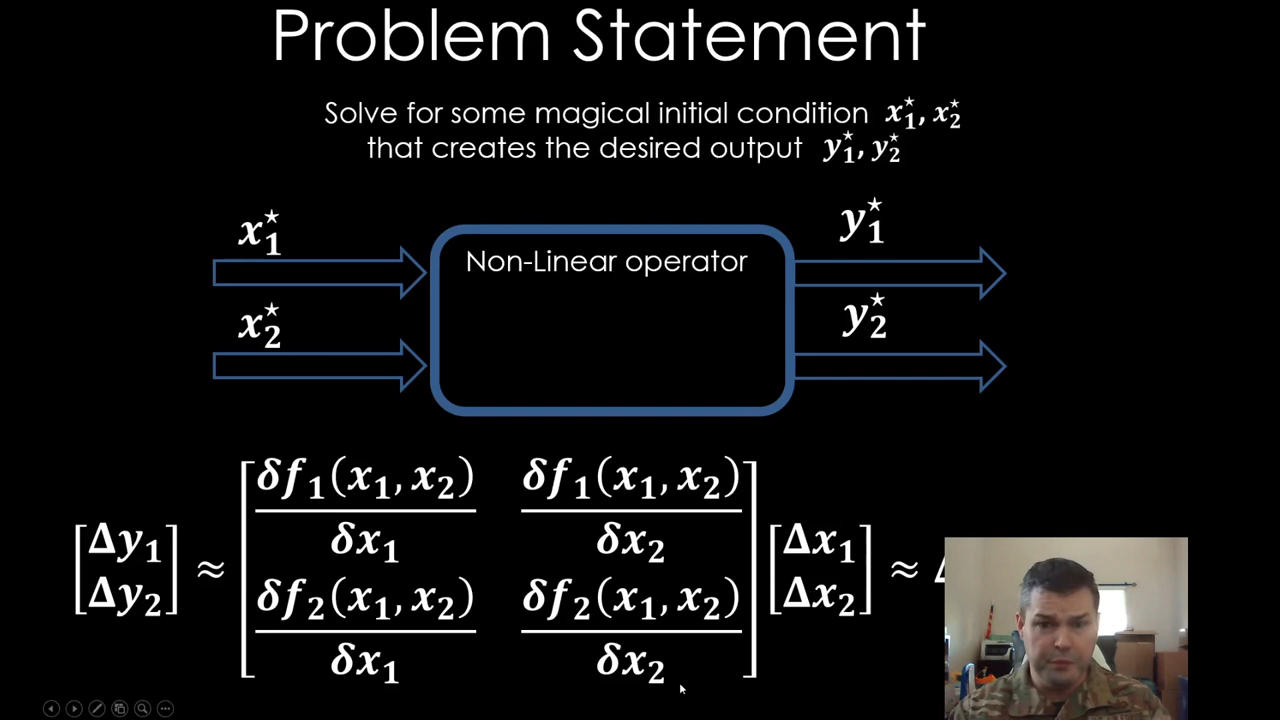 Problem Statement
Solve for some magical initial condition x₁*, x₂*
that creates the desired output y₁*, y₂*
x₁*
y₁*
Non-Linear operator
x₂*
y₂*
[Δy₁ Δy₂] ≈ [δf₁(x₁, x₂)/δx₁ δf₁(x₁, x₂)/δx₂
δf₂(x₁, x₂)/δx₁ δf₂(x₁, x₂)/δx₂] [Δx₁ Δx₂] ≈